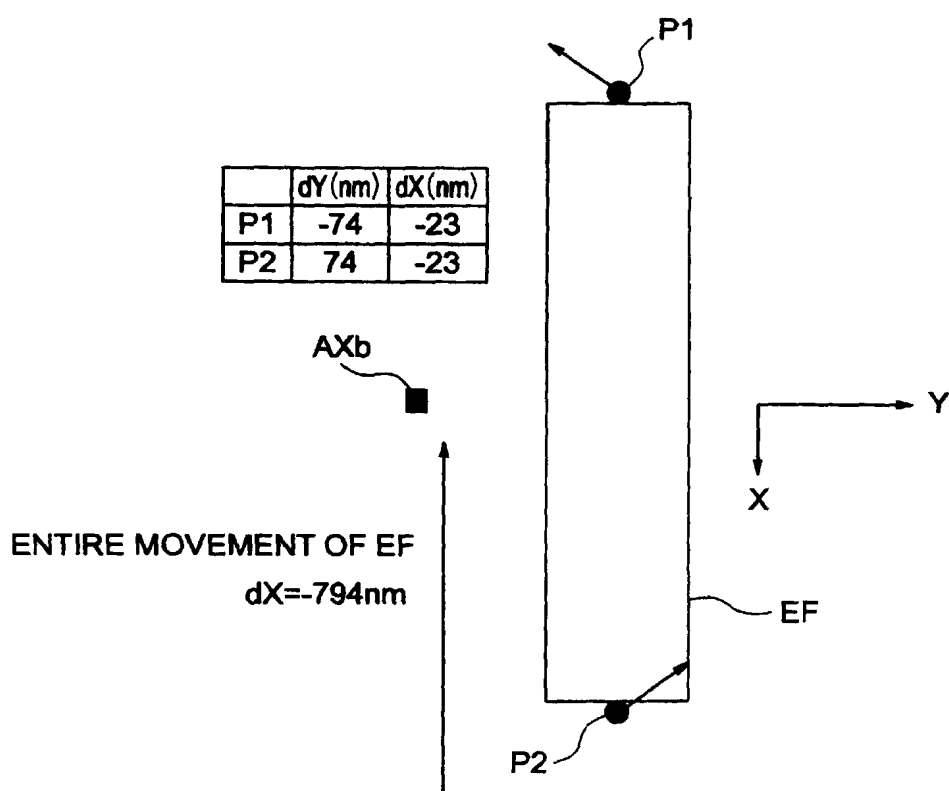 P1
dY(nm) dX(nm)
P1 -74 -23
P2 74 -23
AXb
Y
X
ENTIRE MOVEMENT OF EF
dX=-794nm
EF
P2